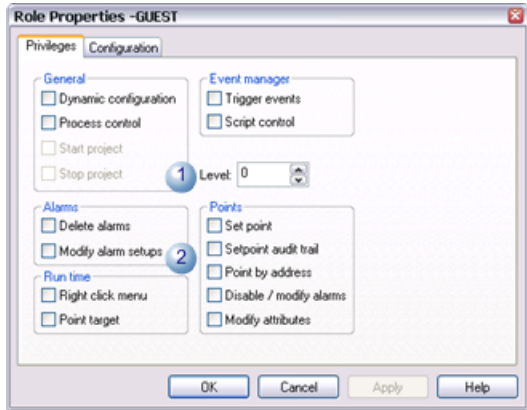 Role Properties -GUEST
Privileges Configuration
General
Dynamic configuration
Process control
Start project
Stop project
Event manager
Trigger events
Script control
1 Level: 0
Alarms
Delete alarms
Modify alarm setups
2
Run time
Right click menu
Point target
Points
Set point
Setpoint audit trail
Point by address
Disable / modify alarms
Modify attributes
OK Cancel Apply Help